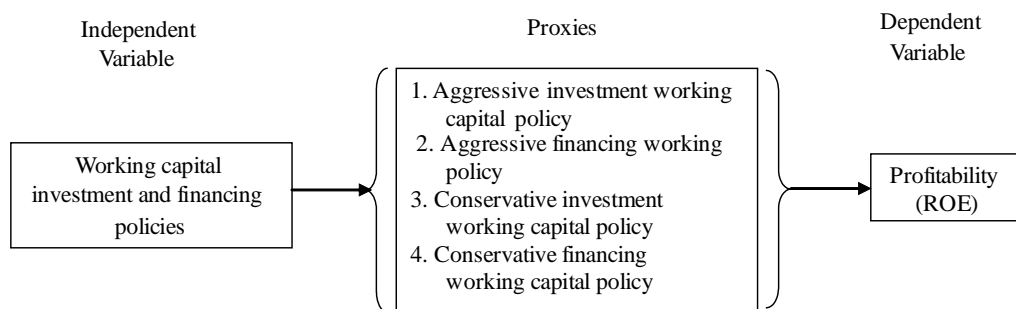 Independent
Variable
Proxies
Dependent
Variable
Working capital
investment and financing
policies
1. Aggressive investment working
capital policy
2. Aggressive financing working
policy
3. Conservative investment
working capital policy
4. Conservative financing
working capital policy
Profitability
(ROE)